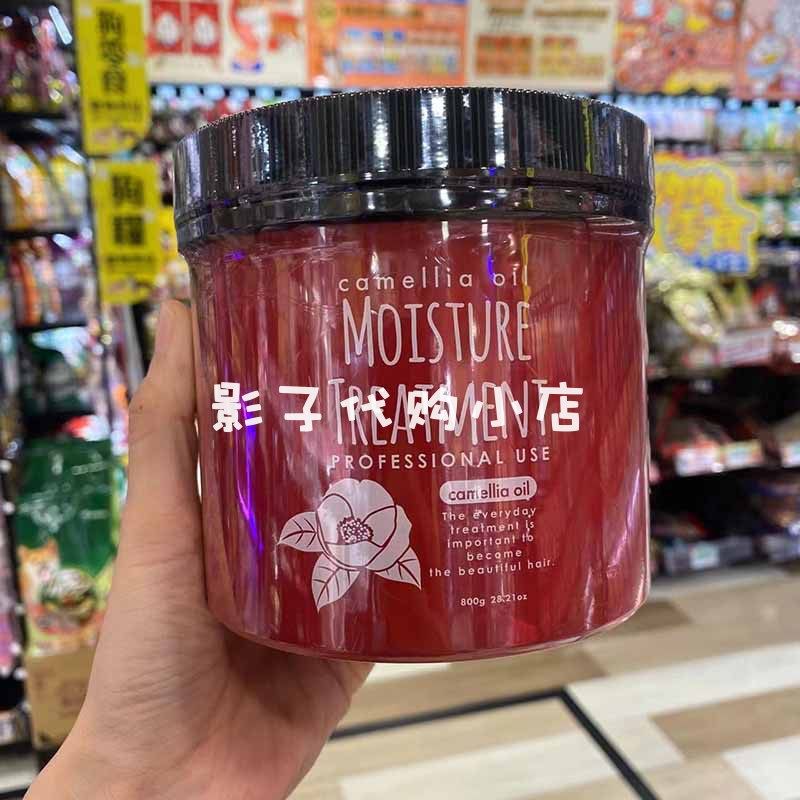 camellia oil
MOISTURE
TREATMENT
影子代购小店
PROFESSIONAL USE
camellia oil
The everyday
treatment is
important to
become
the beautiful hair.
800g 28.21oz